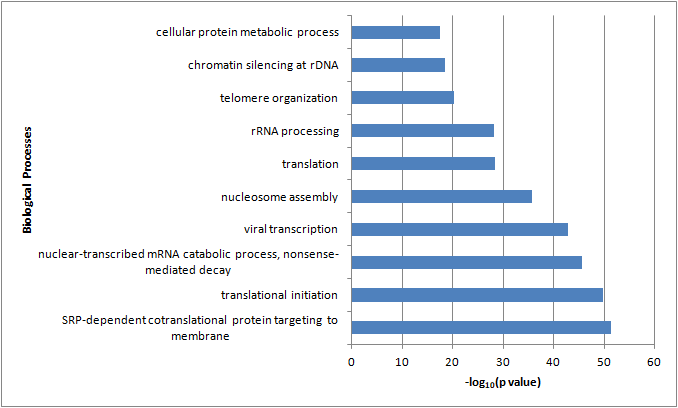 cellular protein metabolic process
chromatin silencing at rDNA
telomere organization
rRNA processing
translation
nucleosome assembly
viral transcription
nuclear-transcribed mRNA catabolic process, nonsense-
mediated decay
translational initiation
SRP-dependent cotranslational protein targeting to
membrane
Biological Processes
0 10 20 30 40 50 60
-log₁₀(p value)